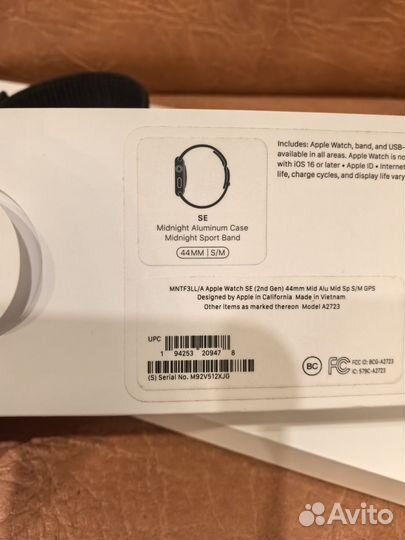 Includes: Apple Watch, band, and USB-
available in all areas. Apple Watch is no
with iOS 16 or later • Apple ID • Internet
life, charge cycles, and display life vary
SE
Midnight Aluminum Case
Midnight Sport Band
44MM S/M
MNTF3LL/A Apple Watch SE (2nd Gen) 44mm Mid Alu Mid Sp S/M GPS
Designed by Apple in California Made in Vietnam
Other items as marked thereon Model A2723
UPC
1 94253 20947 8
(S) Serial No. M92V512XJG
BC FC FCC ID: BCG-A2723
IC: 579C-A2723
Avito